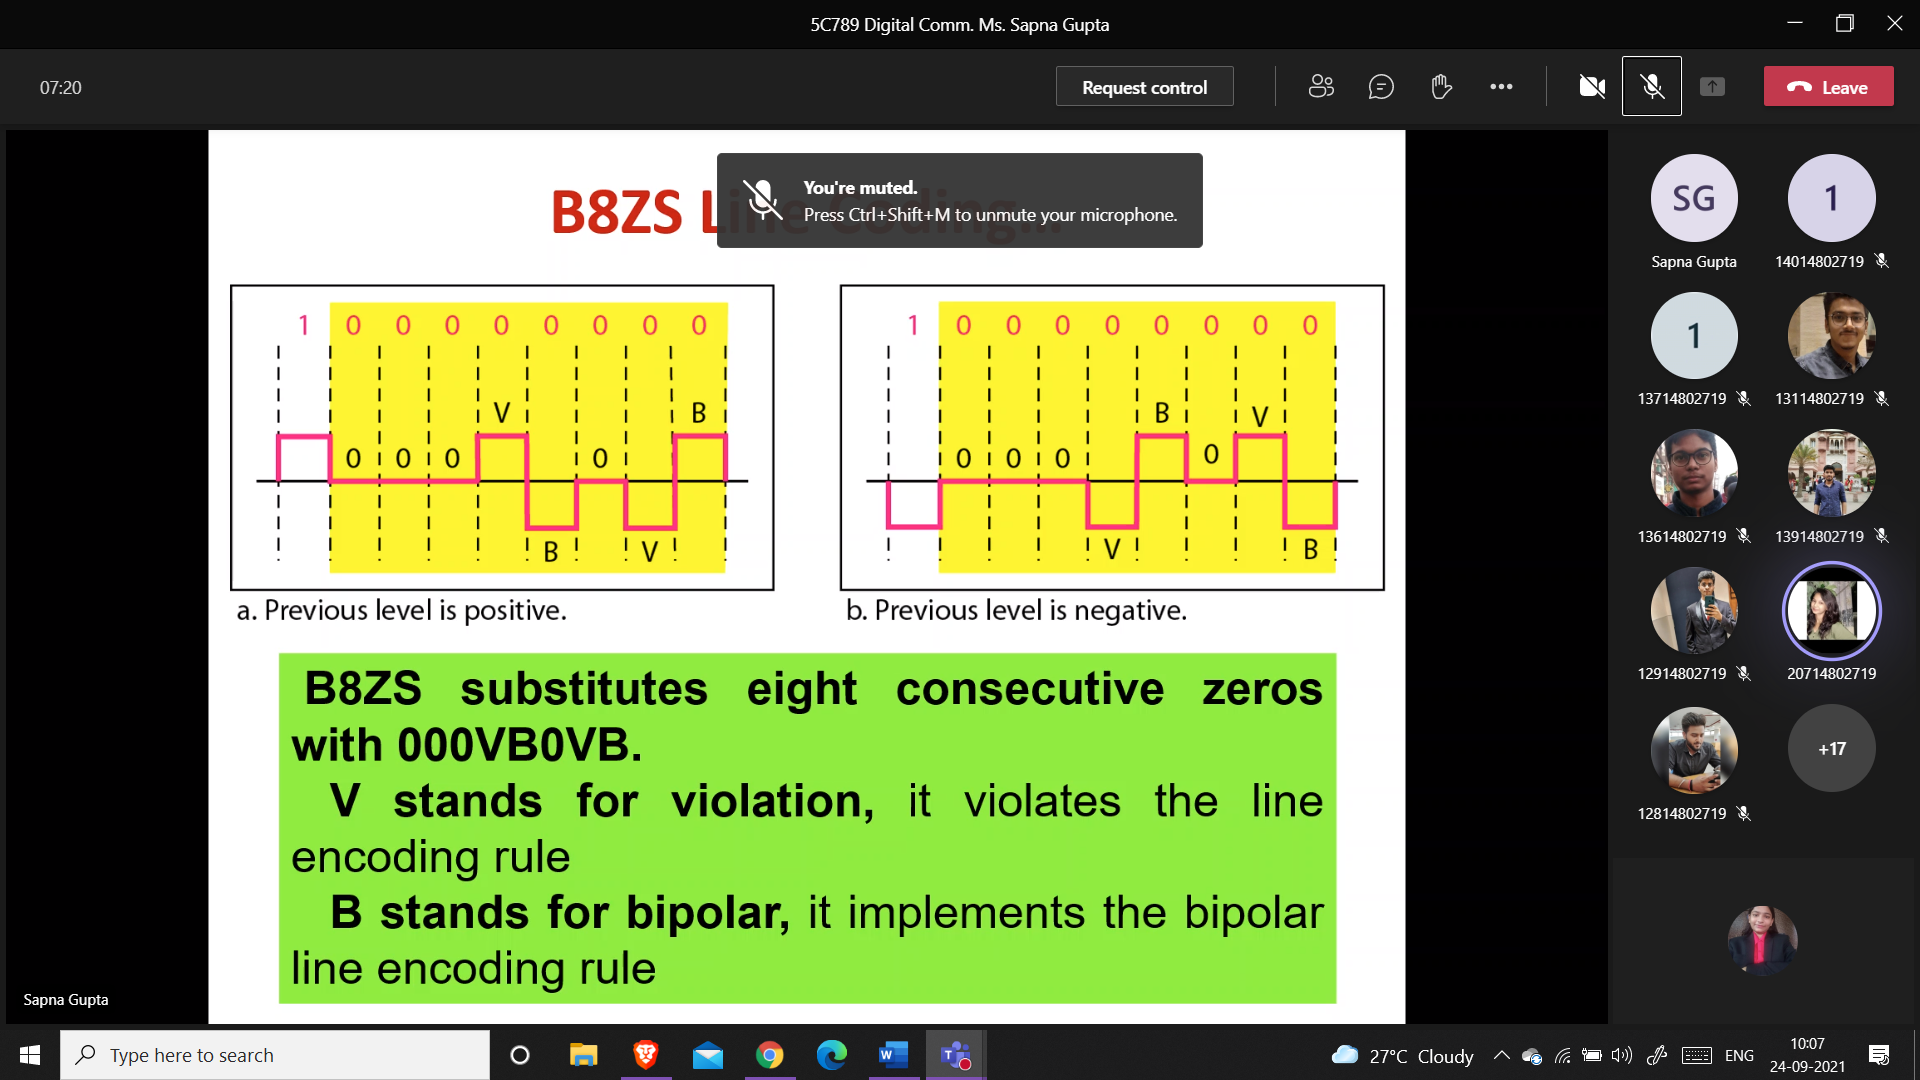 5C789 Digital Comm. Ms. Sapna Gupta
07:20
Request control
Leave
You're muted.
Press Ctrl+Shift+M to unmute your microphone.
B8ZS Line Coding...
1 0 0 0 0 0 0 0 0
V B
0 0 0 0
B V
a. Previous level is positive.
1 0 0 0 0 0 0 0 0
B V
0 0 0 0
V B
b. Previous level is negative.
B8ZS substitutes eight consecutive zeros
with 000VB0VB.
V stands for violation, it violates the line
encoding rule
B stands for bipolar, it implements the bipolar
line encoding rule
Sapna Gupta
SG
Sapna Gupta
1
14014802719
1
13714802719
13114802719
13614802719
13914802719
12914802719
20714802719
12814802719
+17
Type here to search
27°C Cloudy
ENG
10:07
24-09-2021